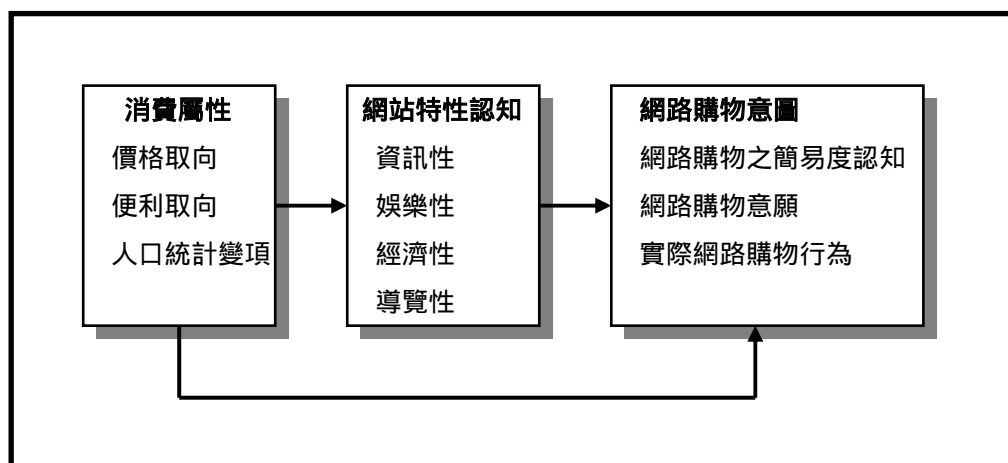 消費屬性
價格取向
便利取向
人口統計變項
網站特性認知
資訊性
娛樂性
經濟性
導覽性
網路購物意圖
網路購物之簡易度認知
網路購物意願
實際網路購物行為